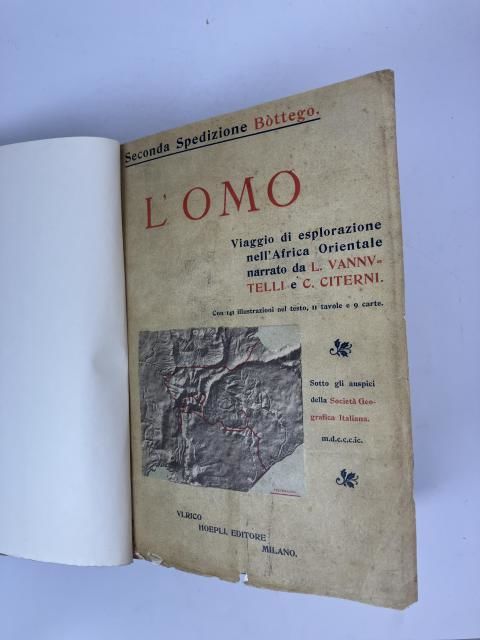 Seconda Spedizione Bòttego.
L'OMO
Viaggio di esplorazione
nell'Africa Orientale
narrato da L. VANNV=
TELLI e C. CITERNI.
Con 141 illustrazioni nel testo, 11 tavole e 9 carte.
Sotto gli auspici
della Società Geo-
grafica Italiana.
m.d.c.c.c.ic.
VLRICO
HOEPLI, EDITORE
MILANO.